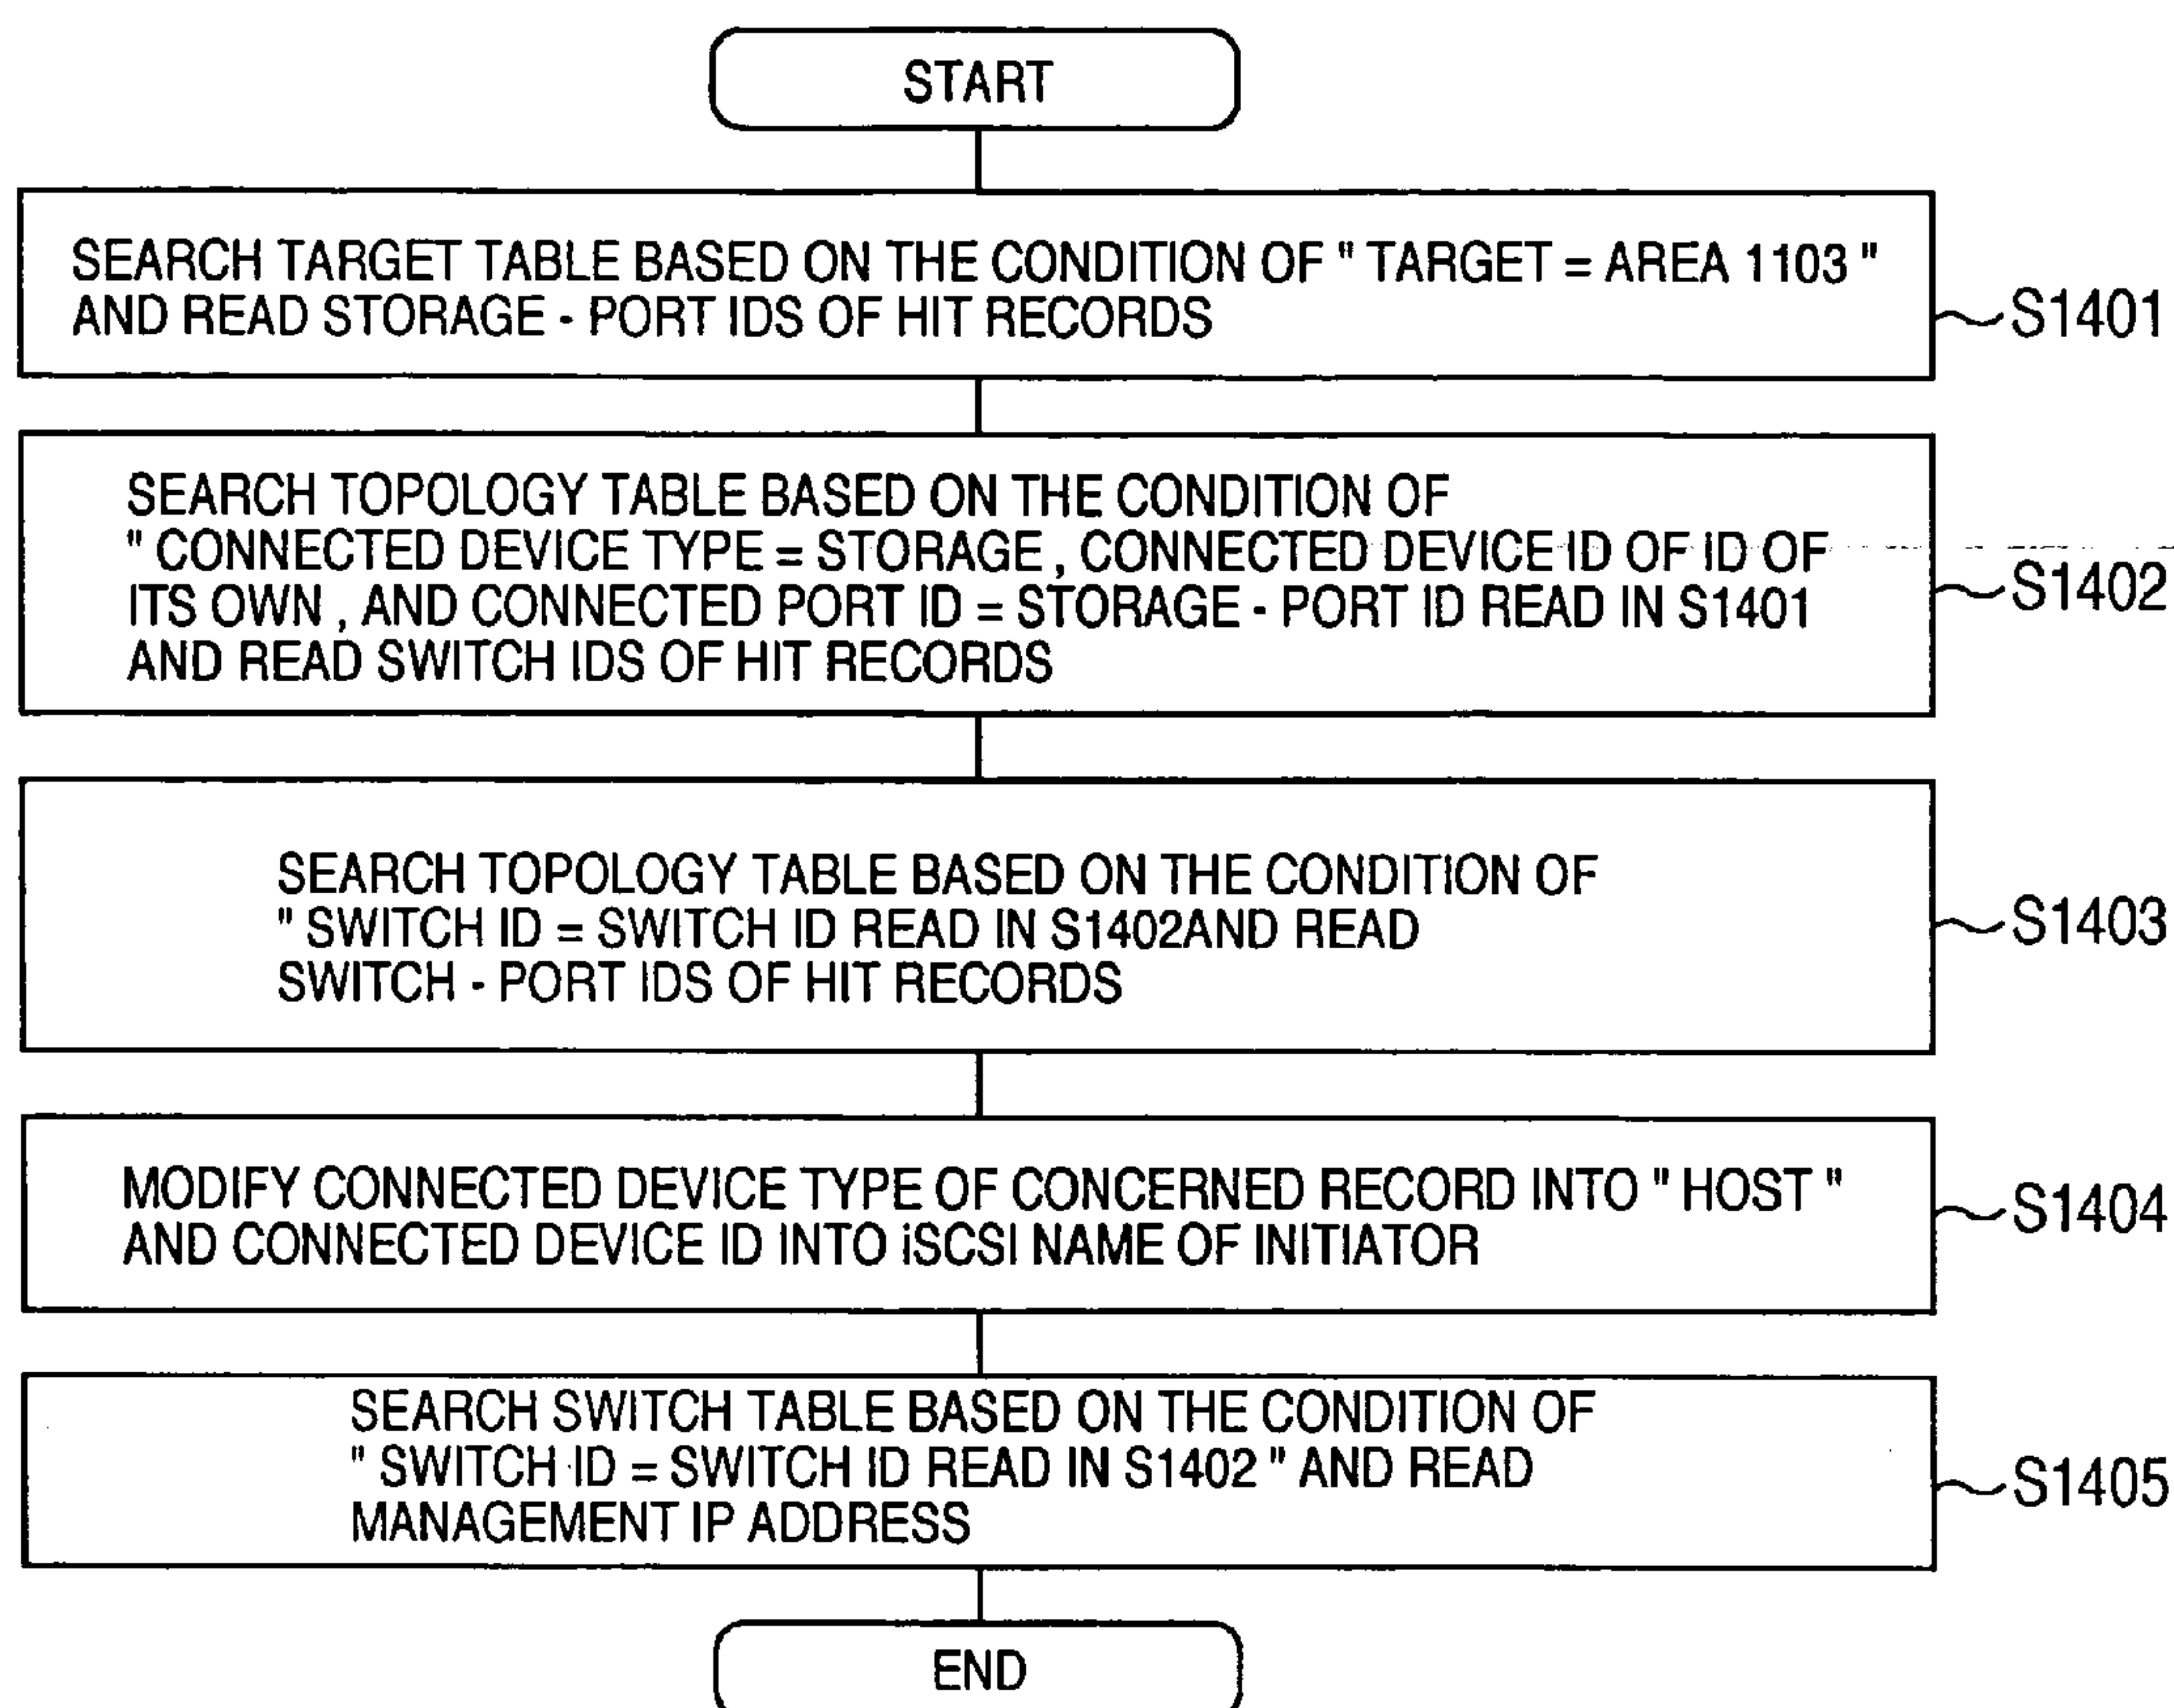 START
SEARCH TARGET TABLE BASED ON THE CONDITION OF " TARGET = AREA 1103 "
AND READ STORAGE - PORT IDS OF HIT RECORDS
S1401
SEARCH TOPOLOGY TABLE BASED ON THE CONDITION OF
" CONNECTED DEVICE TYPE = STORAGE , CONNECTED DEVICE ID OF ID OF
ITS OWN , AND CONNECTED PORT ID = STORAGE - PORT ID READ IN S1401
AND READ SWITCH IDS OF HIT RECORDS
S1402
SEARCH TOPOLOGY TABLE BASED ON THE CONDITION OF
" SWITCH ID = SWITCH ID READ IN S1402AND READ
SWITCH - PORT IDS OF HIT RECORDS
S1403
MODIFY CONNECTED DEVICE TYPE OF CONCERNED RECORD INTO " HOST "
AND CONNECTED DEVICE ID INTO iSCSI NAME OF INITIATOR
S1404
SEARCH SWITCH TABLE BASED ON THE CONDITION OF
" SWITCH ID = SWITCH ID READ IN S1402 " AND READ
MANAGEMENT IP ADDRESS
S1405
END